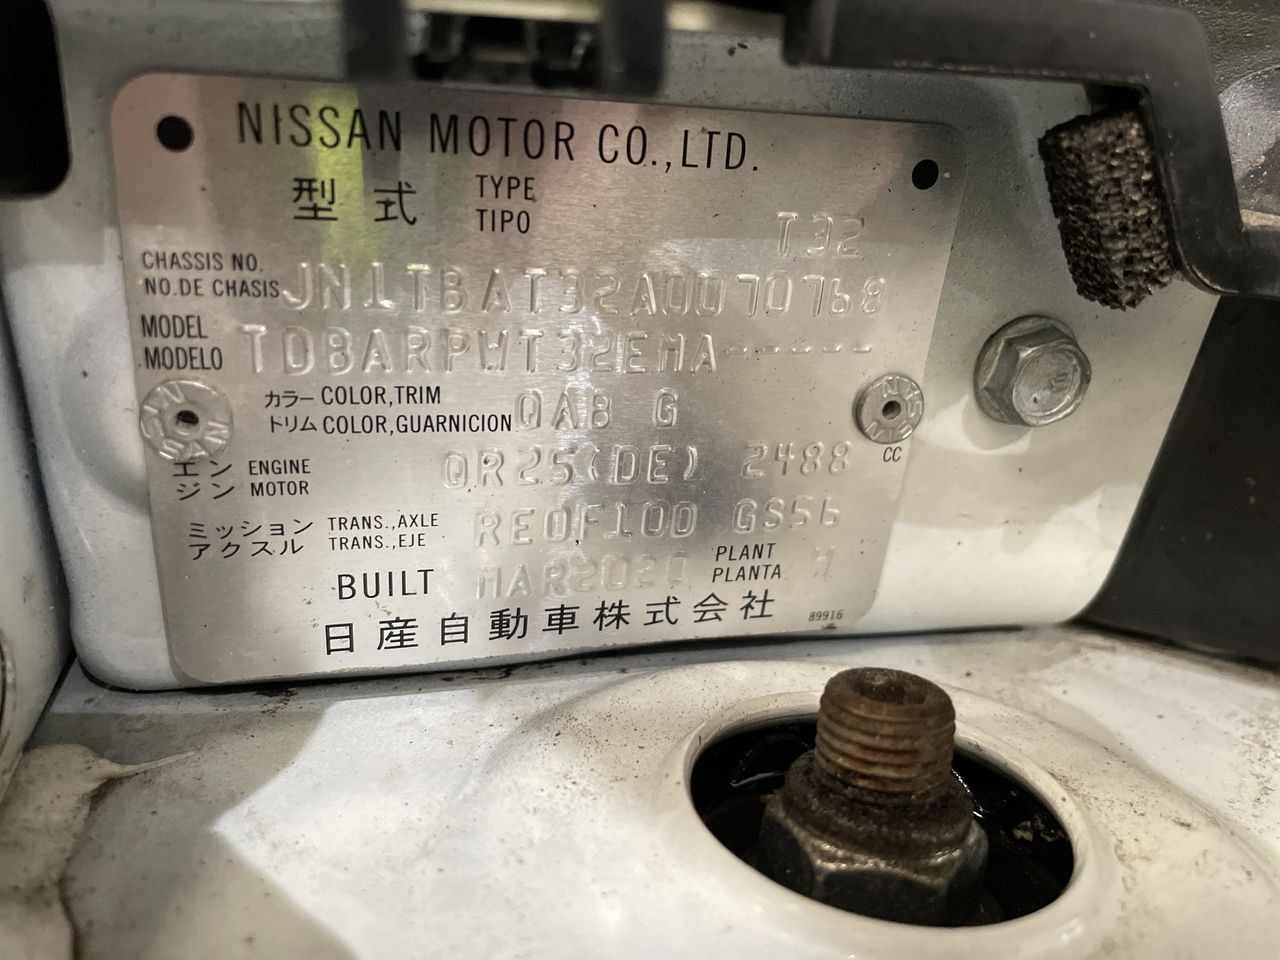 NISSAN MOTOR CO.,LTD.
型式 TYPE
TIPO
T32
CHASSIS NO.
NO.DE CHASIS JN1TBAT32A0070768
MODEL
MODELO TDBARPWT32EMA-----
カラー COLOR,TRIM
トリム COLOR,GUARNICION QAB G
エン ENGINE
ジン MOTOR QR25(DE) 2488 CC
ミッション TRANS.,AXLE
アクスル TRANS.,EJE RE0F10D GS56
BUILT MAR2020 PLANT
PLANTA
日産自動車株式会社 89916
NISSAN
NISSAN